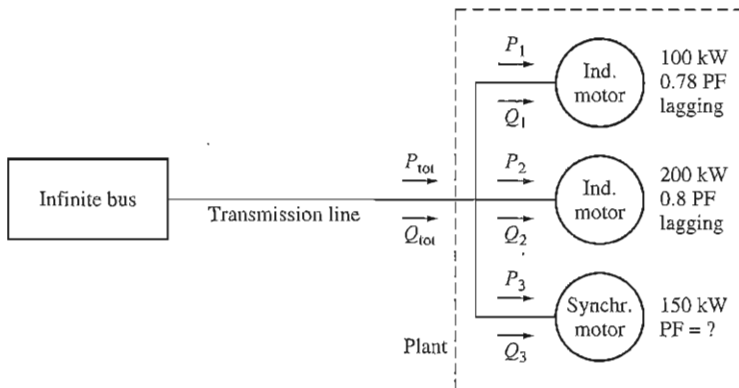 P1
Ind.
motor
100 kW
0.78 PF
lagging
Q1
Infinite bus
Transmission line
Ptot
Qtot
P2
Ind.
motor
200 kW
0.8 PF
lagging
Q2
P3
Synchr.
motor
150 kW
PF = ?
Q3
Plant